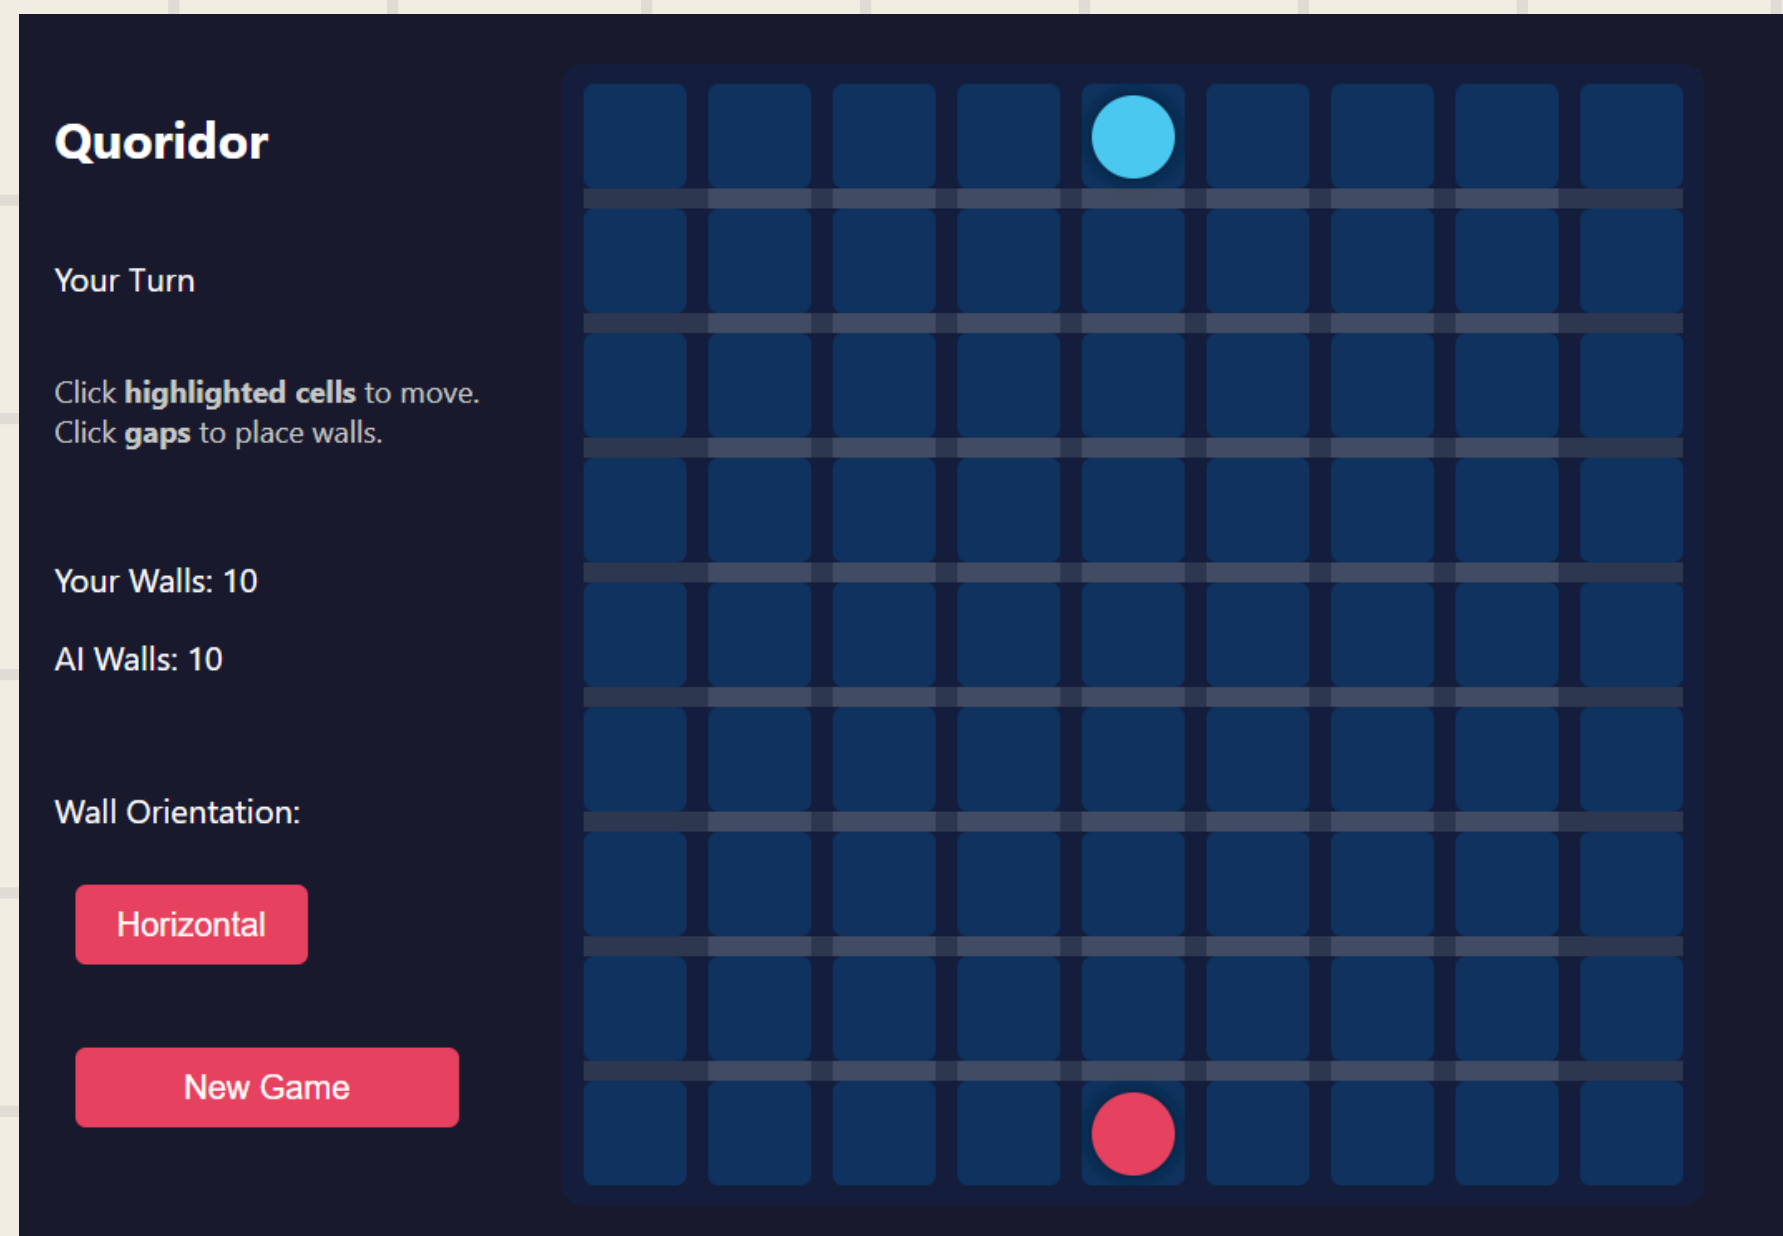 Quoridor
Your Turn
Click highlighted cells to move.
Click gaps to place walls.
Your Walls: 10
AI Walls: 10
Wall Orientation:
Horizontal
New Game